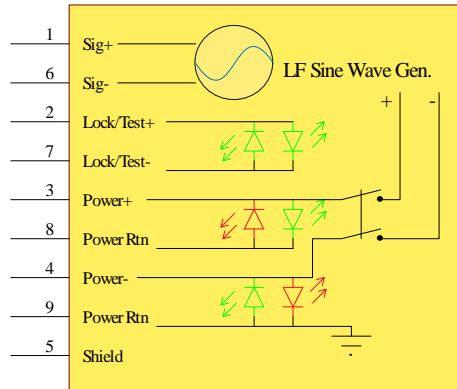 1 Sig+
6 Sig-
LF Sine Wave Gen.
2 Lock/Test+
+ -
7 Lock/Test-
3 Power+
8 Power Rtn
4 Power-
9 Power Rtn
5 Shield